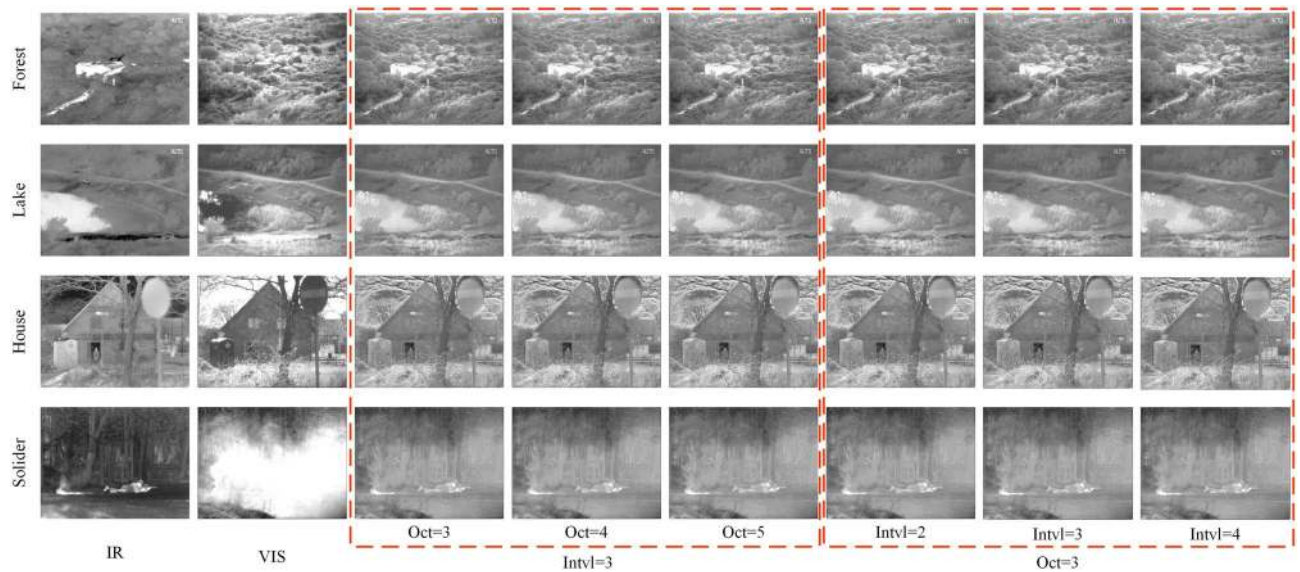 Forest
Lake
House
Solider
Oct=3 Oct=4 Oct=5 Intvl=2 Intvl=3 Intvl=4
IR VIS Intvl=3 Oct=3